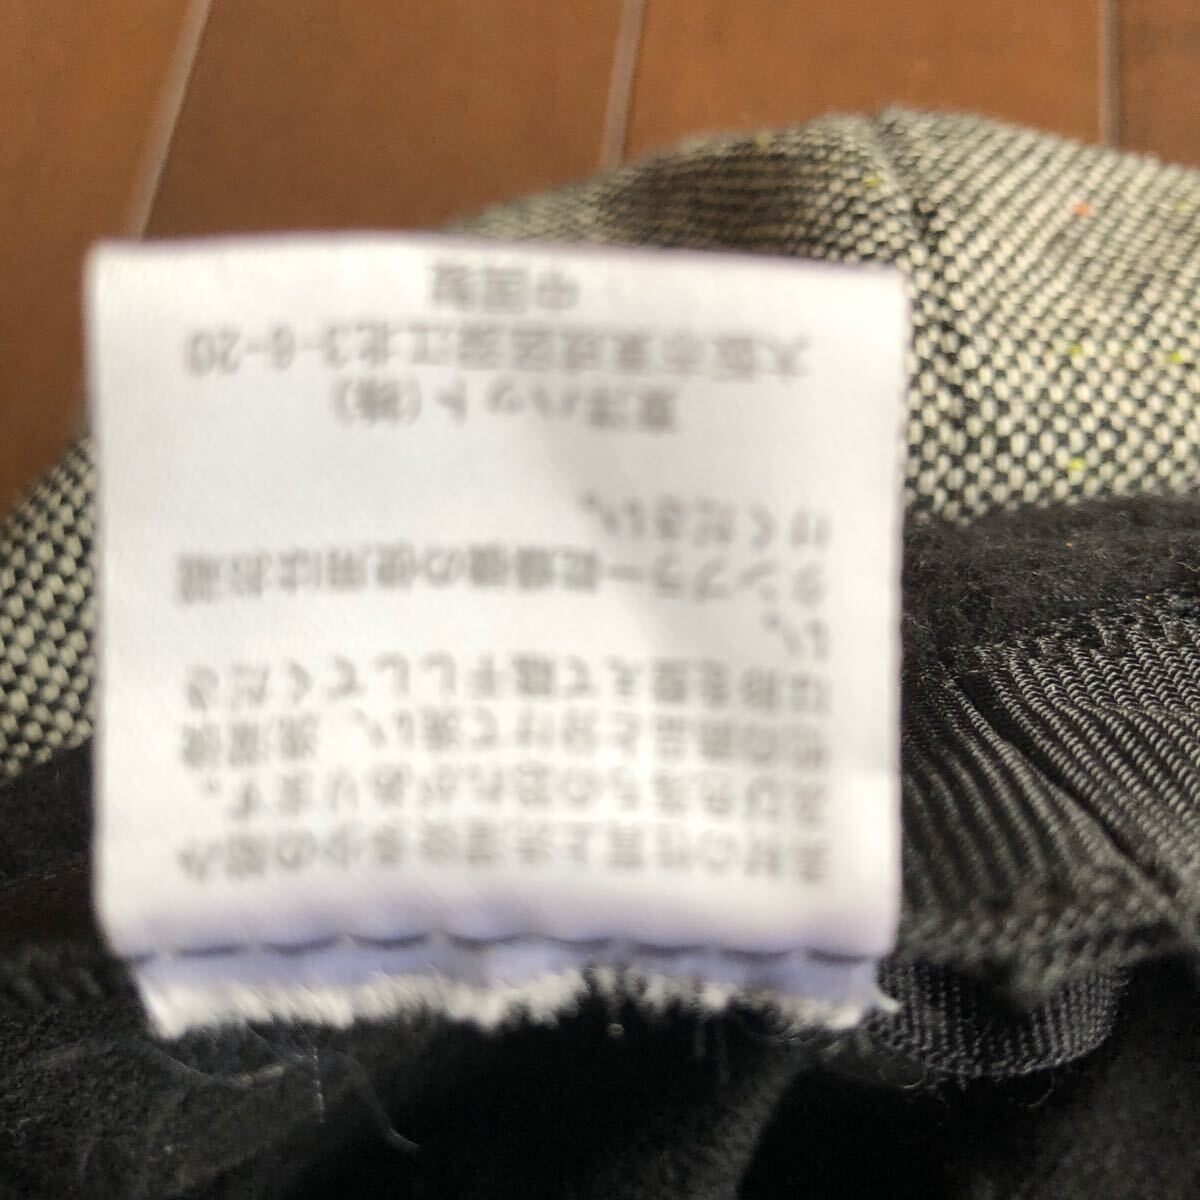 素材の性質上洗濯後多少の縮み
及び色落ちの恐れがあります。
他の商品と分けて洗い、洗濯後
は形を整えて陰干ししてくださ
い。
タンブラー乾燥機の使用はお避
けください。
東洋ハット(株)
大阪市東成区深江北3-6-20
中国製